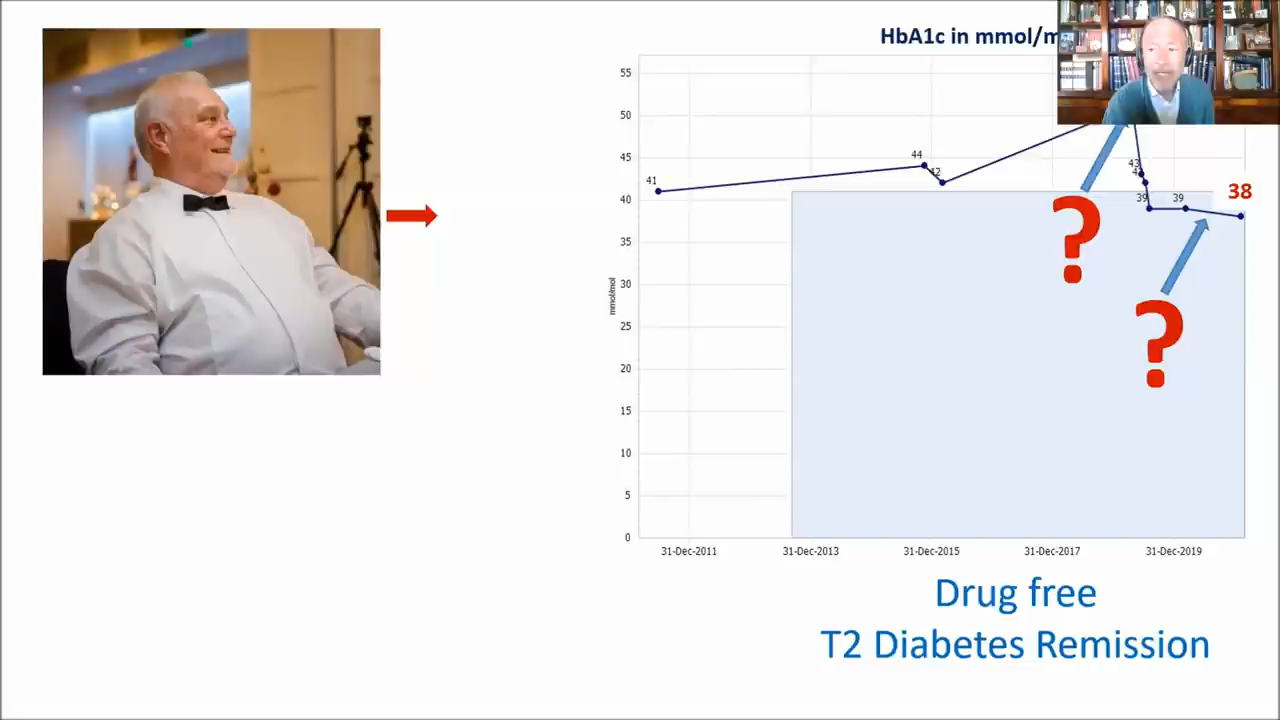 HbA1c in mmol/m
55
50
45
40
35
30
25
20
15
10
5
0
mmol/mol
41
44
42
43
39
39
38
?
?
31-Dec-2011
31-Dec-2013
31-Dec-2015
31-Dec-2017
31-Dec-2019
Drug free
T2 Diabetes Remission